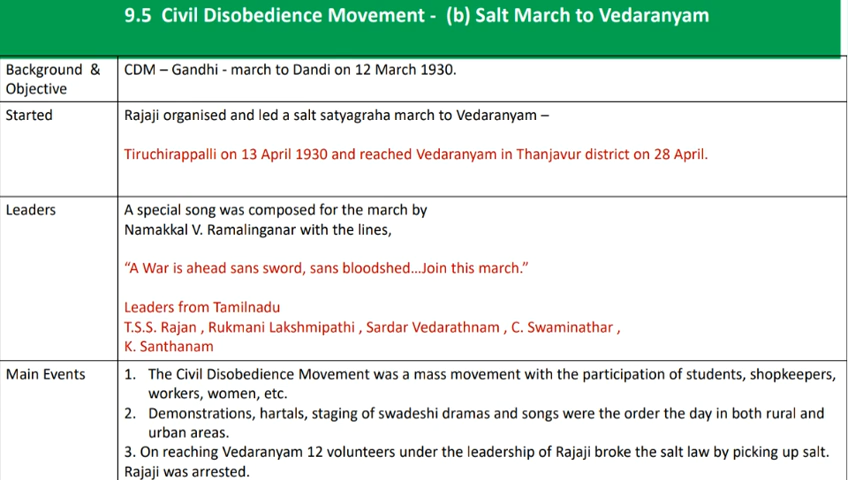 9.5 Civil Disobedience Movement - (b) Salt March to Vedaranyam
Background &
Objective
CDM – Gandhi - march to Dandi on 12 March 1930.
Started
Rajaji organised and led a salt satyagraha march to Vedaranyam –
Tiruchirappalli on 13 April 1930 and reached Vedaranyam in Thanjavur district on 28 April.
Leaders
A special song was composed for the march by
Namakkal V. Ramalinganar with the lines,
“A War is ahead sans sword, sans bloodshed...Join this march.”
Leaders from Tamilnadu
T.S.S. Rajan , Rukmani Lakshmipathi , Sardar Vedarathnam , C. Swaminathar ,
K. Santhanam
Main Events
1. The Civil Disobedience Movement was a mass movement with the participation of students, shopkeepers,
workers, women, etc.
2. Demonstrations, hartals, staging of swadeshi dramas and songs were the order the day in both rural and
urban areas.
3. On reaching Vedaranyam 12 volunteers under the leadership of Rajaji broke the salt law by picking up salt.
Rajaji was arrested.